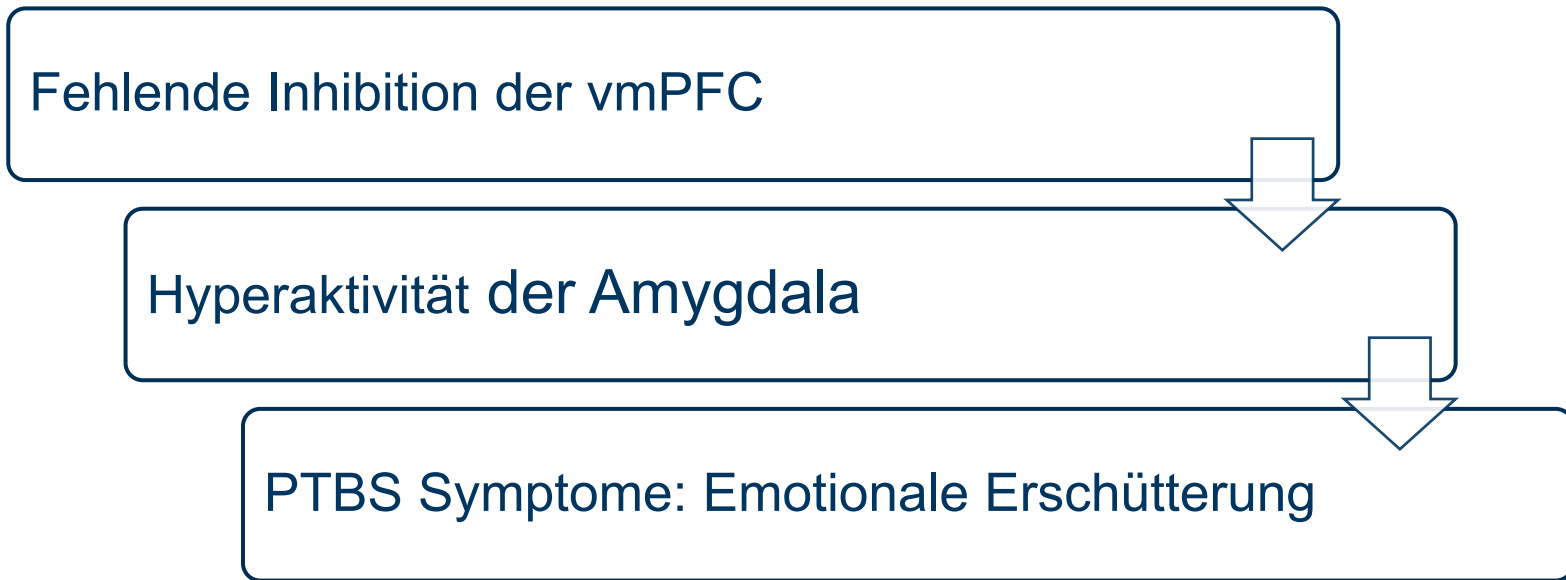 Fehlende Inhibition der vmPFC
Hyperaktivität der Amygdala
PTBS Symptome: Emotionale Erschütterung